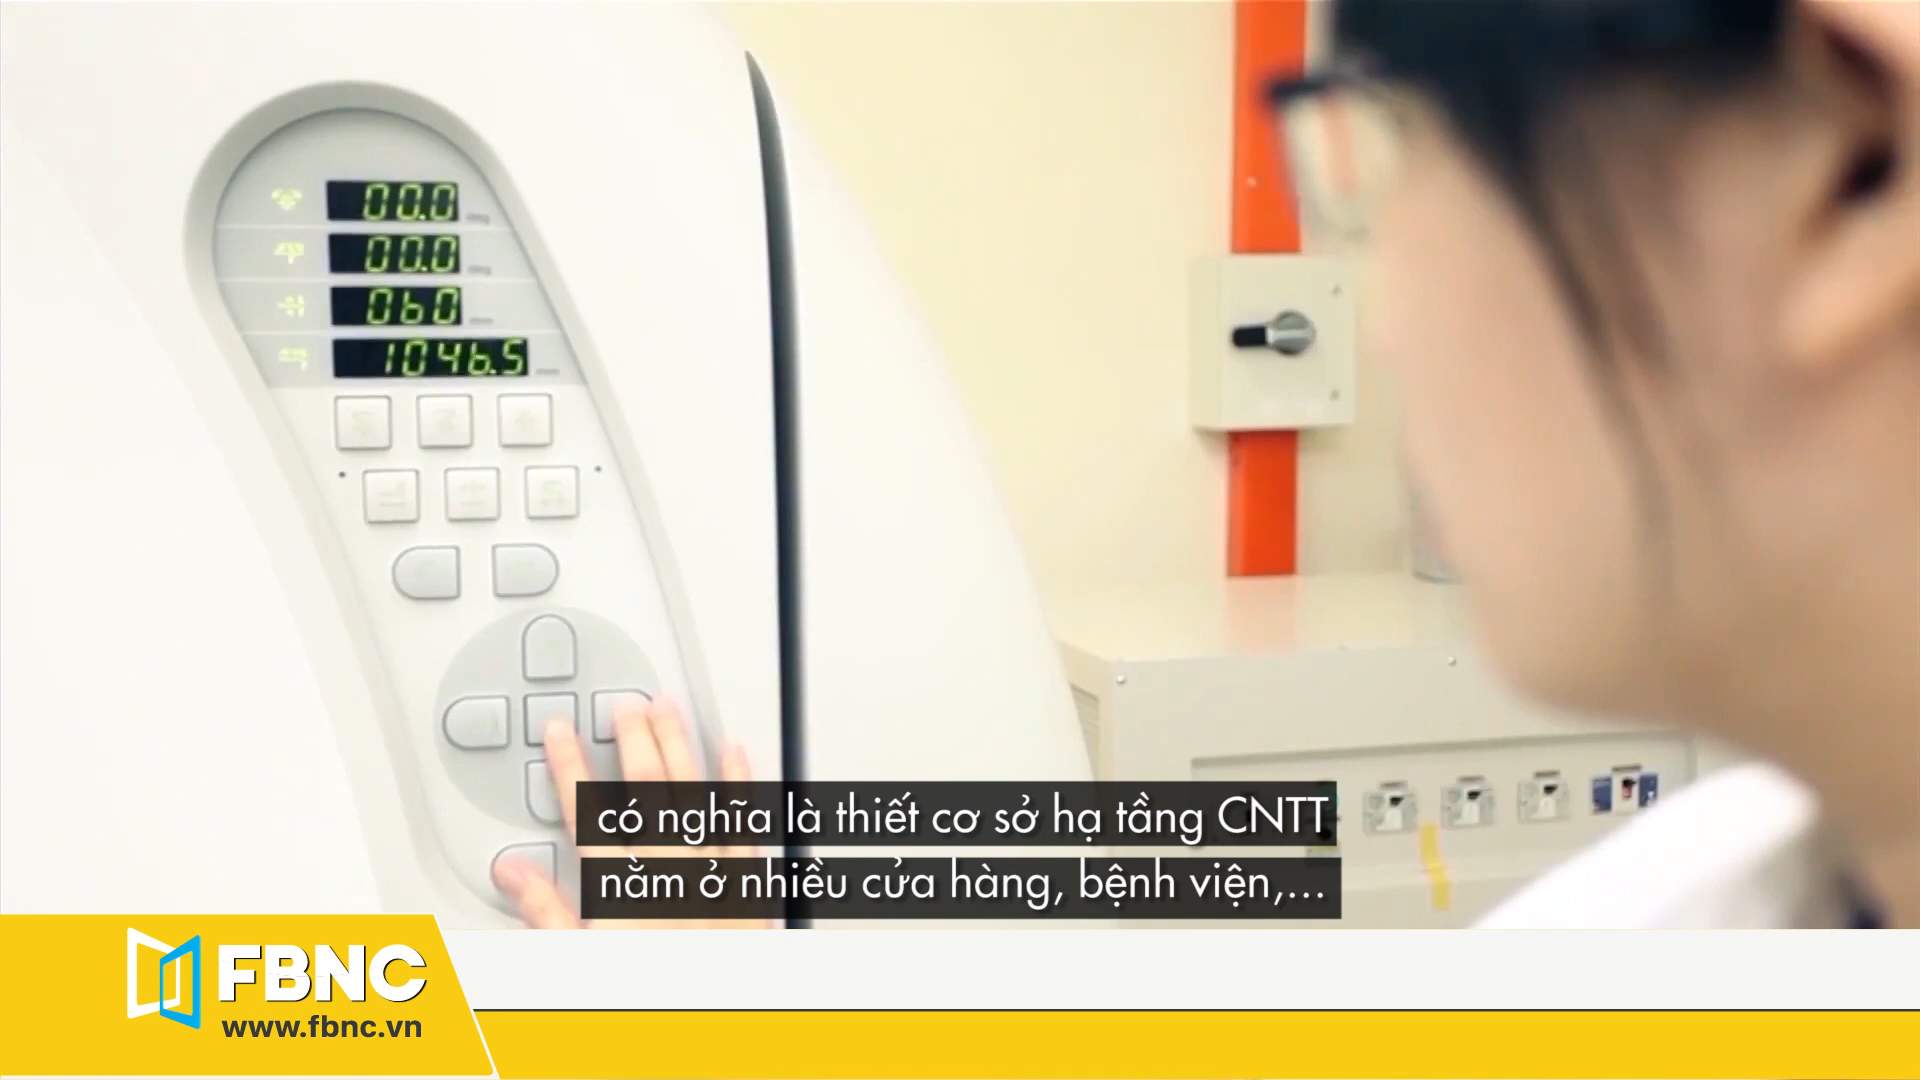 00.0
00.0
060
1046.5
có nghĩa là thiết cơ sở hạ tầng CNTT
nằm ở nhiều cửa hàng, bệnh viện,...
FBNC
www.fbnc.vn